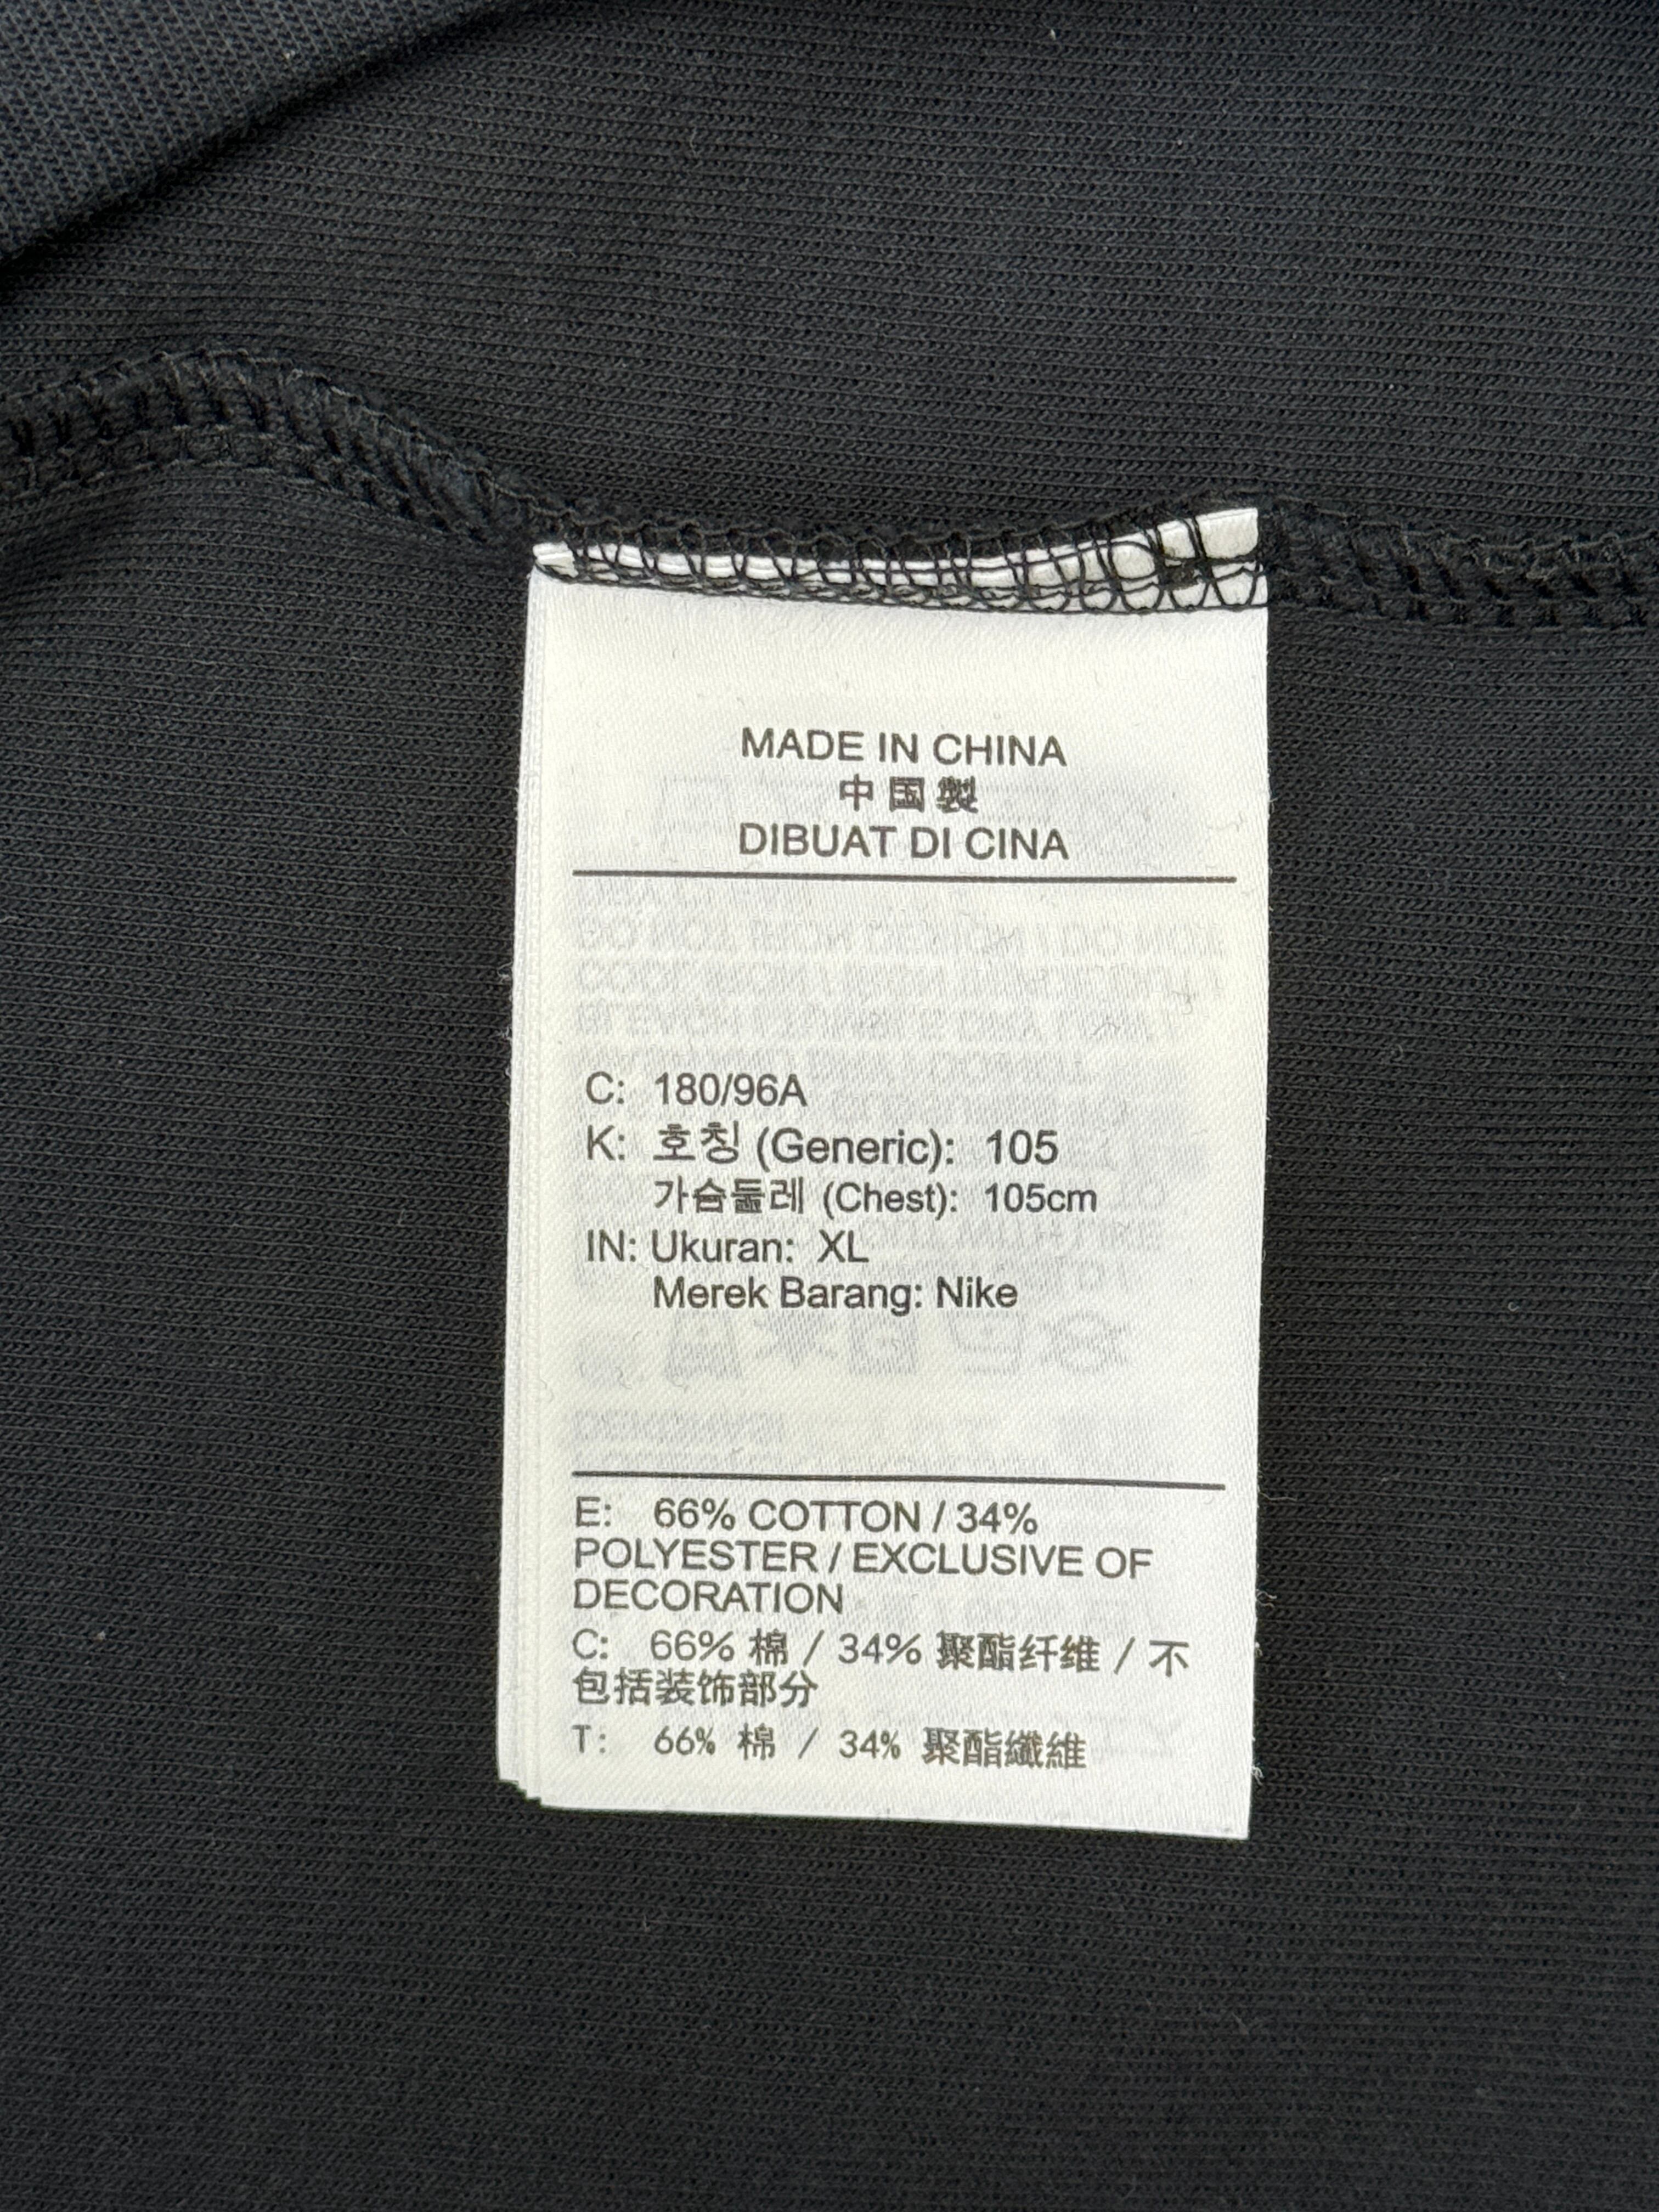 MADE IN CHINA
中国製
DIBUAT DI CINA
C: 180/96A
K: 호칭 (Generic): 105
가슴둘레 (Chest): 105cm
IN: Ukuran: XL
Merek Barang: Nike
E: 66% COTTON / 34%
POLYESTER / EXCLUSIVE OF
DECORATION
C: 66% 棉 / 34% 聚酯纤维 / 不
包括装饰部分
T: 66% 棉 / 34% 聚酯纖維